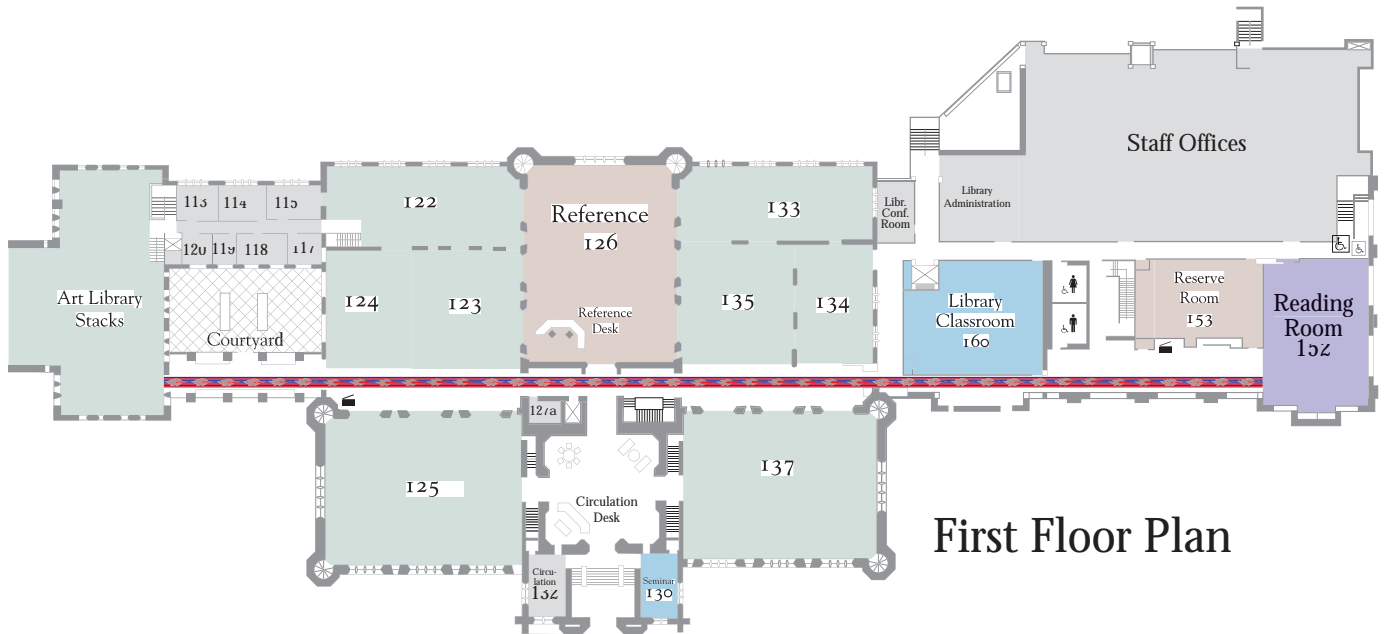 Staff Offices
113
114
115
122
133
Libr.
Conf.
Room
Library
Administration
Reference
126
120
119
118
117
Art Library
Stacks
Courtyard
124
123
Reference
Desk
135
134
Library
Classroom
160
Reserve
Room
153
Reading
Room
152
127a
125
137
Circulation
Desk
First Floor Plan
Circu-
lation
132
Seminar
130